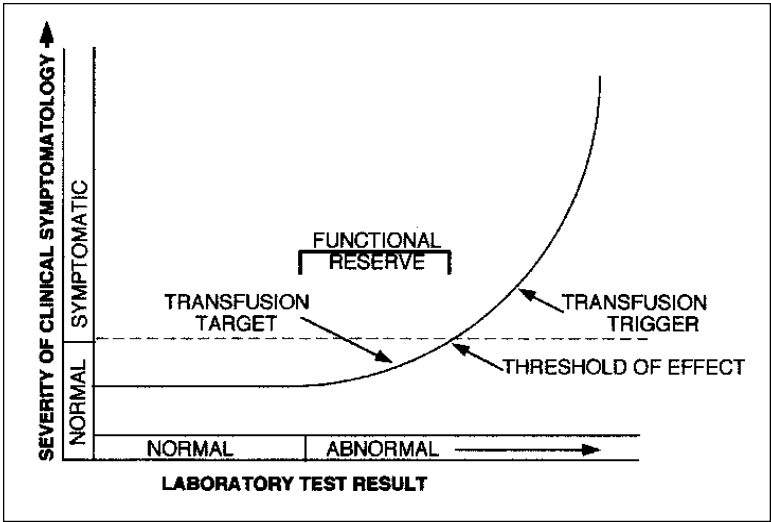 SEVERITY OF CLINICAL SYMPTOMATOLOGY
SYMPTOMATIC
NORMAL
FUNCTIONAL
RESERVE
TRANSFUSION
TARGET
TRANSFUSION
TRIGGER
THRESHOLD OF EFFECT
NORMAL
ABNORMAL
LABORATORY TEST RESULT